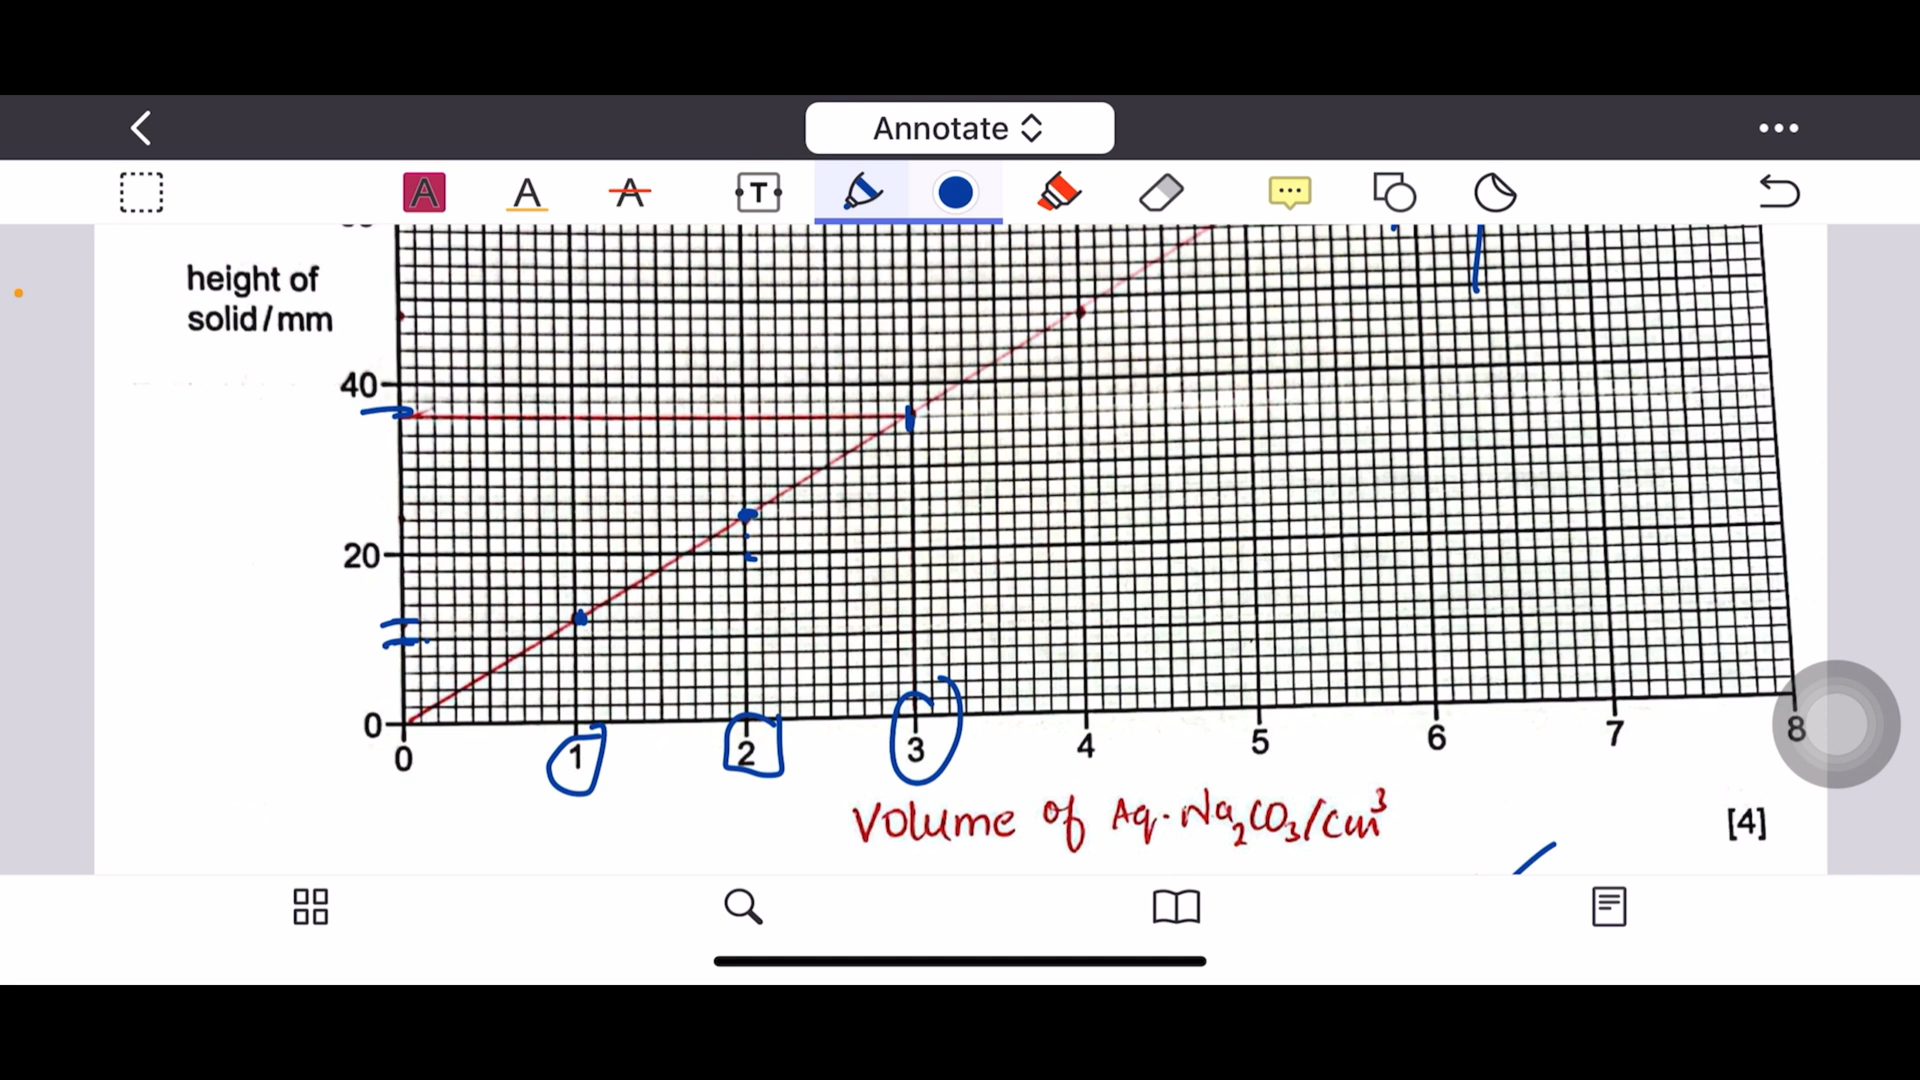 Annotate
A A A T
height of
solid/mm
40
20
0
0 1 2 3 4 5 6 7 8
Volume of Aq. Na₂CO₃/cm³
[4]